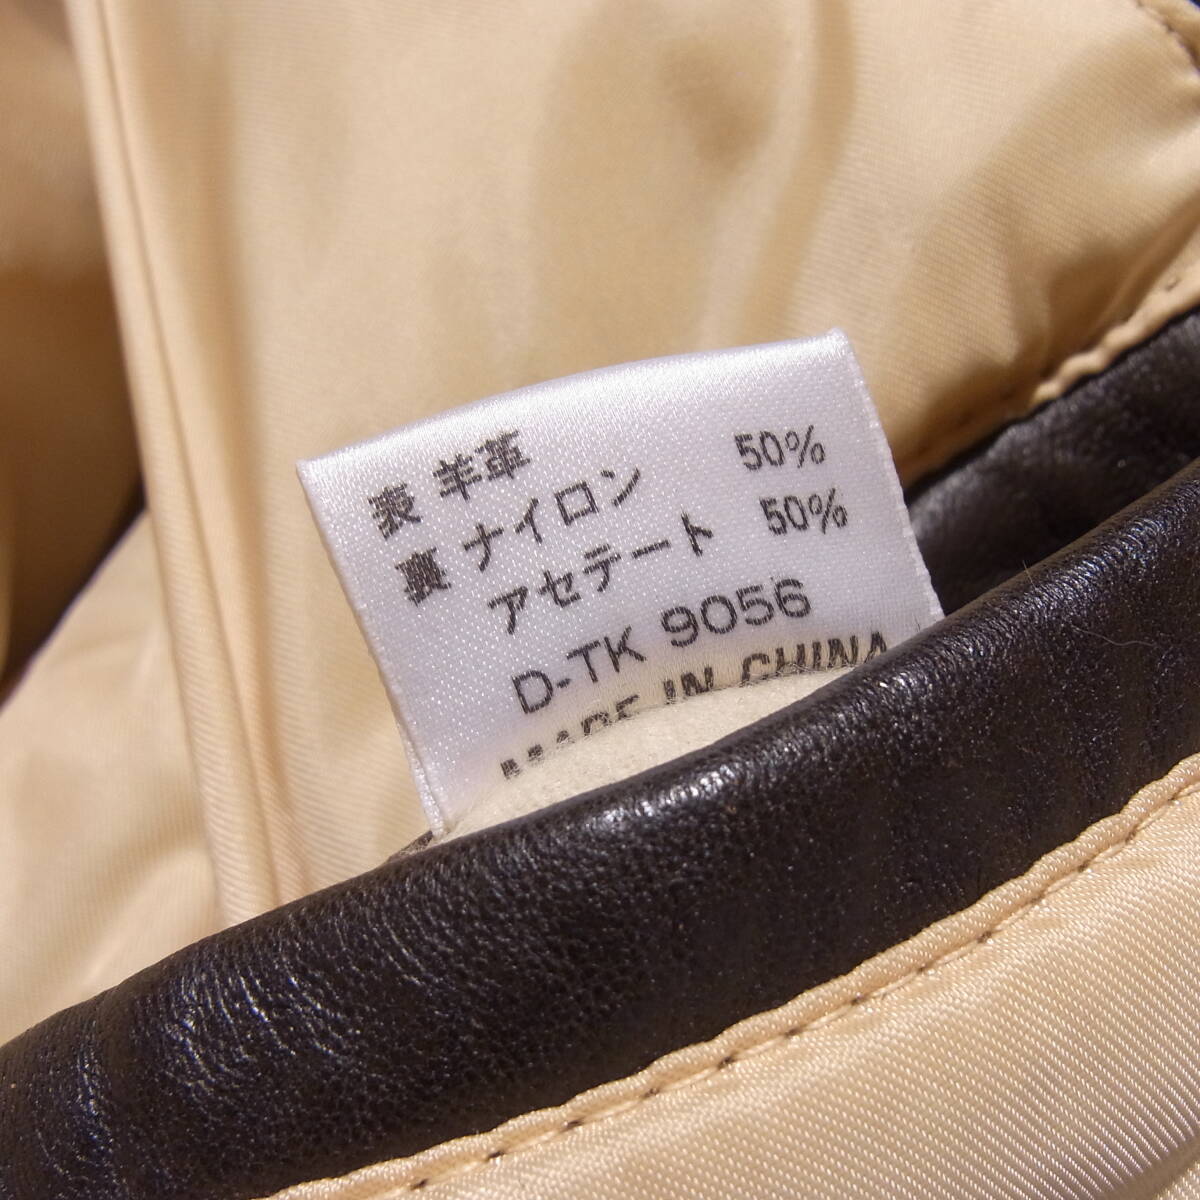 表 羊革
裏 ナイロン 50%
アセテート 50%
D-TK 9056
MADE IN CHINA